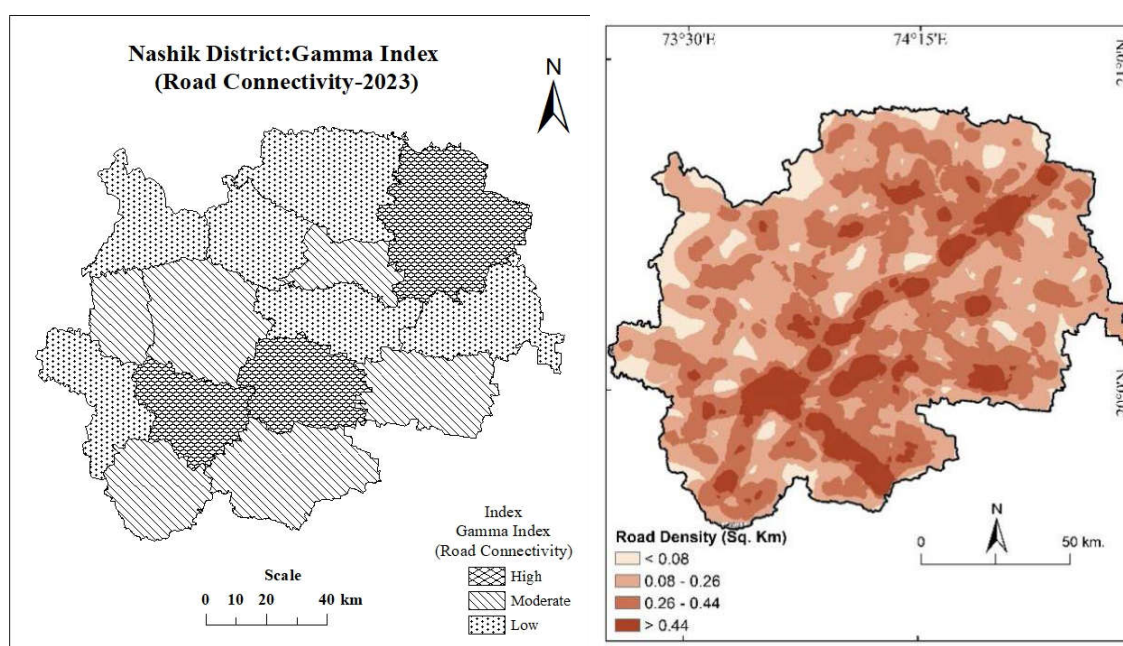 Nashik District:Gamma Index
(Road Connectivity-2023)
N
Index
Gamma Index
(Road Connectivity)
High
Moderate
Low
Scale
0 10 20 40 km
73°30'E 74°15'E
N
Road Density (Sq. Km)
< 0.08
0.08 - 0.26
0.26 - 0.44
> 0.44
0 50 km.